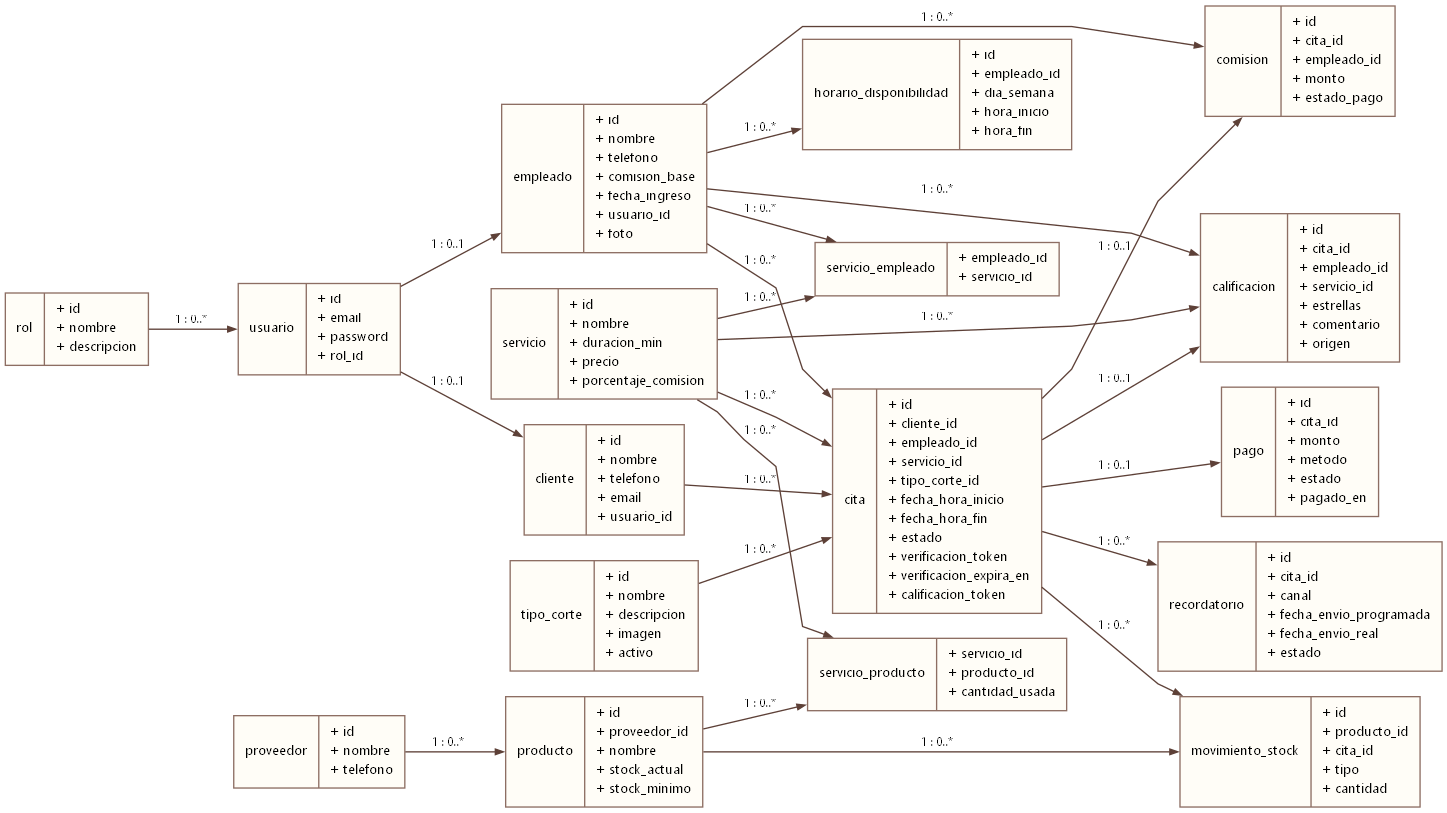 rol
+ id
+ nombre
+ descripcion
1 : 0..*
usuario
+ id
+ email
+ password
+ rol_id
1 : 0..1
1 : 0..1
empleado
+ id
+ nombre
+ telefono
+ comision_base
+ fecha_ingreso
+ usuario_id
+ foto
servicio
+ id
+ nombre
+ duracion_min
+ precio
+ porcentaje_comision
cliente
+ id
+ nombre
+ telefono
+ email
+ usuario_id
tipo_corte
+ id
+ nombre
+ descripcion
+ imagen
+ activo
proveedor
+ id
+ nombre
+ telefono
1 : 0..*
producto
+ id
+ proveedor_id
+ nombre
+ stock_actual
+ stock_minimo
1 : 0..*
1 : 0..*
1 : 0..*
1 : 0..*
1 : 0..*
1 : 0..*
1 : 0..*
1 : 0..*
1 : 0..*
1 : 0..*
horario_disponibilidad
+ id
+ empleado_id
+ dia_semana
+ hora_inicio
+ hora_fin
servicio_empleado
+ empleado_id
+ servicio_id
cita
+ id
+ cliente_id
+ empleado_id
+ servicio_id
+ tipo_corte_id
+ fecha_hora_inicio
+ fecha_hora_fin
+ estado
+ verificacion_token
+ verificacion_expira_en
+ calificacion_token
servicio_producto
+ servicio_id
+ producto_id
+ cantidad_usada
1 : 0..*
1 : 0..*
1 : 0..*
1 : 0..1
1 : 0..1
1 : 0..1
1 : 0..*
1 : 0..*
comision
+ id
+ cita_id
+ empleado_id
+ monto
+ estado_pago
calificacion
+ id
+ cita_id
+ empleado_id
+ servicio_id
+ estrellas
+ comentario
+ origen
pago
+ id
+ cita_id
+ monto
+ metodo
+ estado
+ pagado_en
recordatorio
+ id
+ cita_id
+ canal
+ fecha_envio_programada
+ fecha_envio_real
+ estado
movimiento_stock
+ id
+ producto_id
+ cita_id
+ tipo
+ cantidad
1 : 0..*